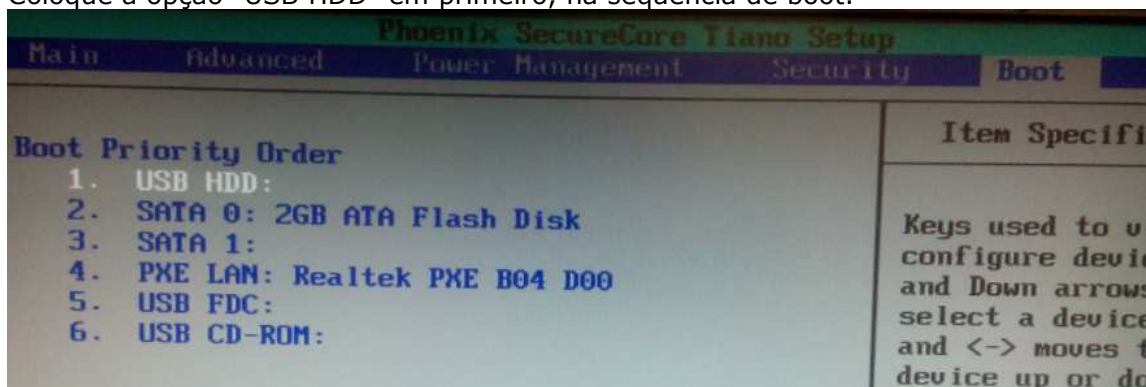 Coloque a opção "USB HDD" em primeiro, na sequência de boot.
Phoenix SecureCore Tiano Setup
Main Advanced Power Management Security Boot
Boot Priority Order
1. USB HDD:
2. SATA 0: 2GB ATA Flash Disk
3. SATA 1:
4. PXE LAN: Realtek PXE B04 D00
5. USB FDC:
6. USB CD-ROM:
Item Specifi
Keys used to v
configure devic
and Down arrows
select a device
and <-> moves t
device up or do